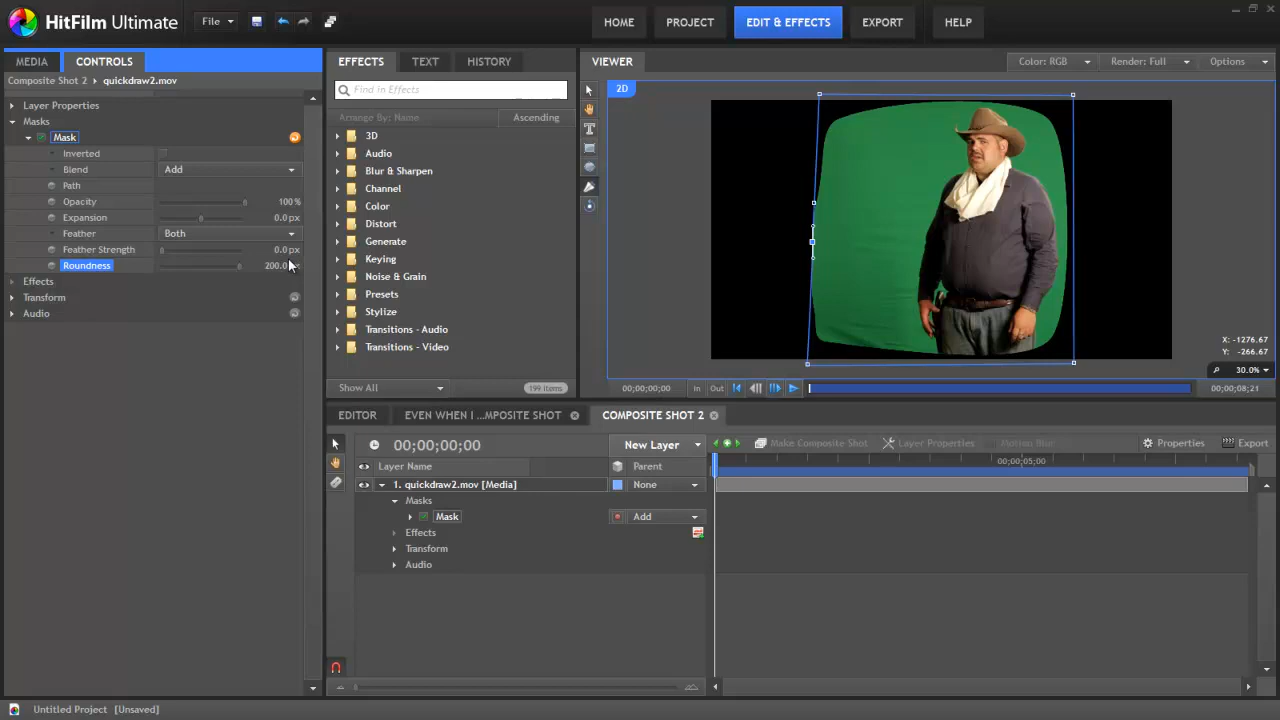 HitFilm Ultimate
File
HOME
PROJECT
EDIT & EFFECTS
EXPORT
HELP
MEDIA
CONTROLS
Composite Shot 2 quickdraw2.mov
Layer Properties
Masks
Mask
Inverted
Blend Add
Path
Opacity 100%
Expansion 0.0px
Feather Both
Feather Strength 0.0px
Roundness 200.0
Effects
Transform
Audio
EFFECTS
TEXT
HISTORY
Find in Effects
Arrange By: Name Ascending
3D
Audio
Blur & Sharpen
Channel
Color
Distort
Generate
Keying
Noise & Grain
Presets
Stylize
Transitions - Audio
Transitions - Video
Show All 199 items
VIEWER
Color: RGB
Render: Full
Options
2D
X: -1276.67
Y: -266.67
30.0%
00;00;00;00 In Out 00;00;08;21
EDITOR
EVEN WHEN I ...MPOSITE SHOT
COMPOSITE SHOT 2
00;00;00;00
New Layer
Make Composite Shot
Layer Properties
Motion Blur
Properties
Export
Layer Name Parent
00;00;05;00
1. quickdraw2.mov [Media] None
Masks
Mask Add
Effects
Transform
Audio
Untitled Project [Unsaved]